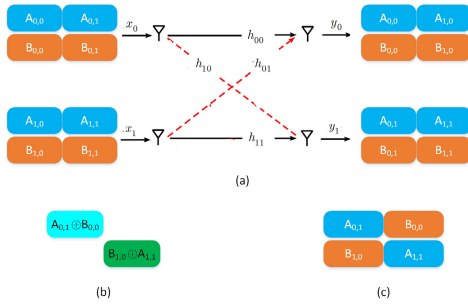 A0,0 A0,1 x0 h00 y0 A0,0 A1,0
B0,0 B0,1 B0,0 B1,0
h10 h01
A1,0 A1,1 x1 h11 y1 A0,1 A1,1
B1,0 B1,1 B0,1 B1,1
(a)
A0,1⊕B0,0 A0,1 B0,0
B1,0⊕A1,1 B1,0 A1,1
(b) (c)